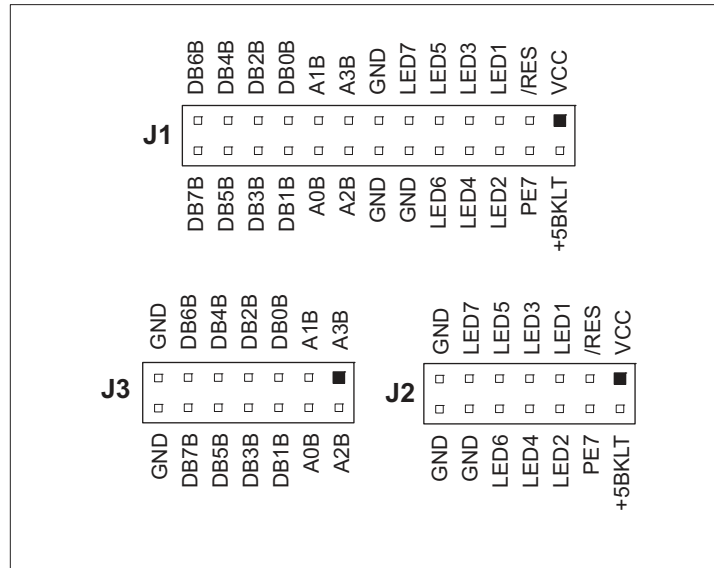 DB6B DB4B DB2B DB0B A1B A3B GND LED7 LED5 LED3 LED1 /RES VCC
J1
DB7B DB5B DB3B DB1B A0B A2B GND GND LED6 LED4 LED2 PE7 +5BKLT
GND DB6B DB4B DB2B DB0B A1B A3B
J3
GND DB7B DB5B DB3B DB1B A0B A2B
GND LED7 LED5 LED3 LED1 /RES VCC
J2
GND GND LED6 LED4 LED2 PE7 +5BKLT